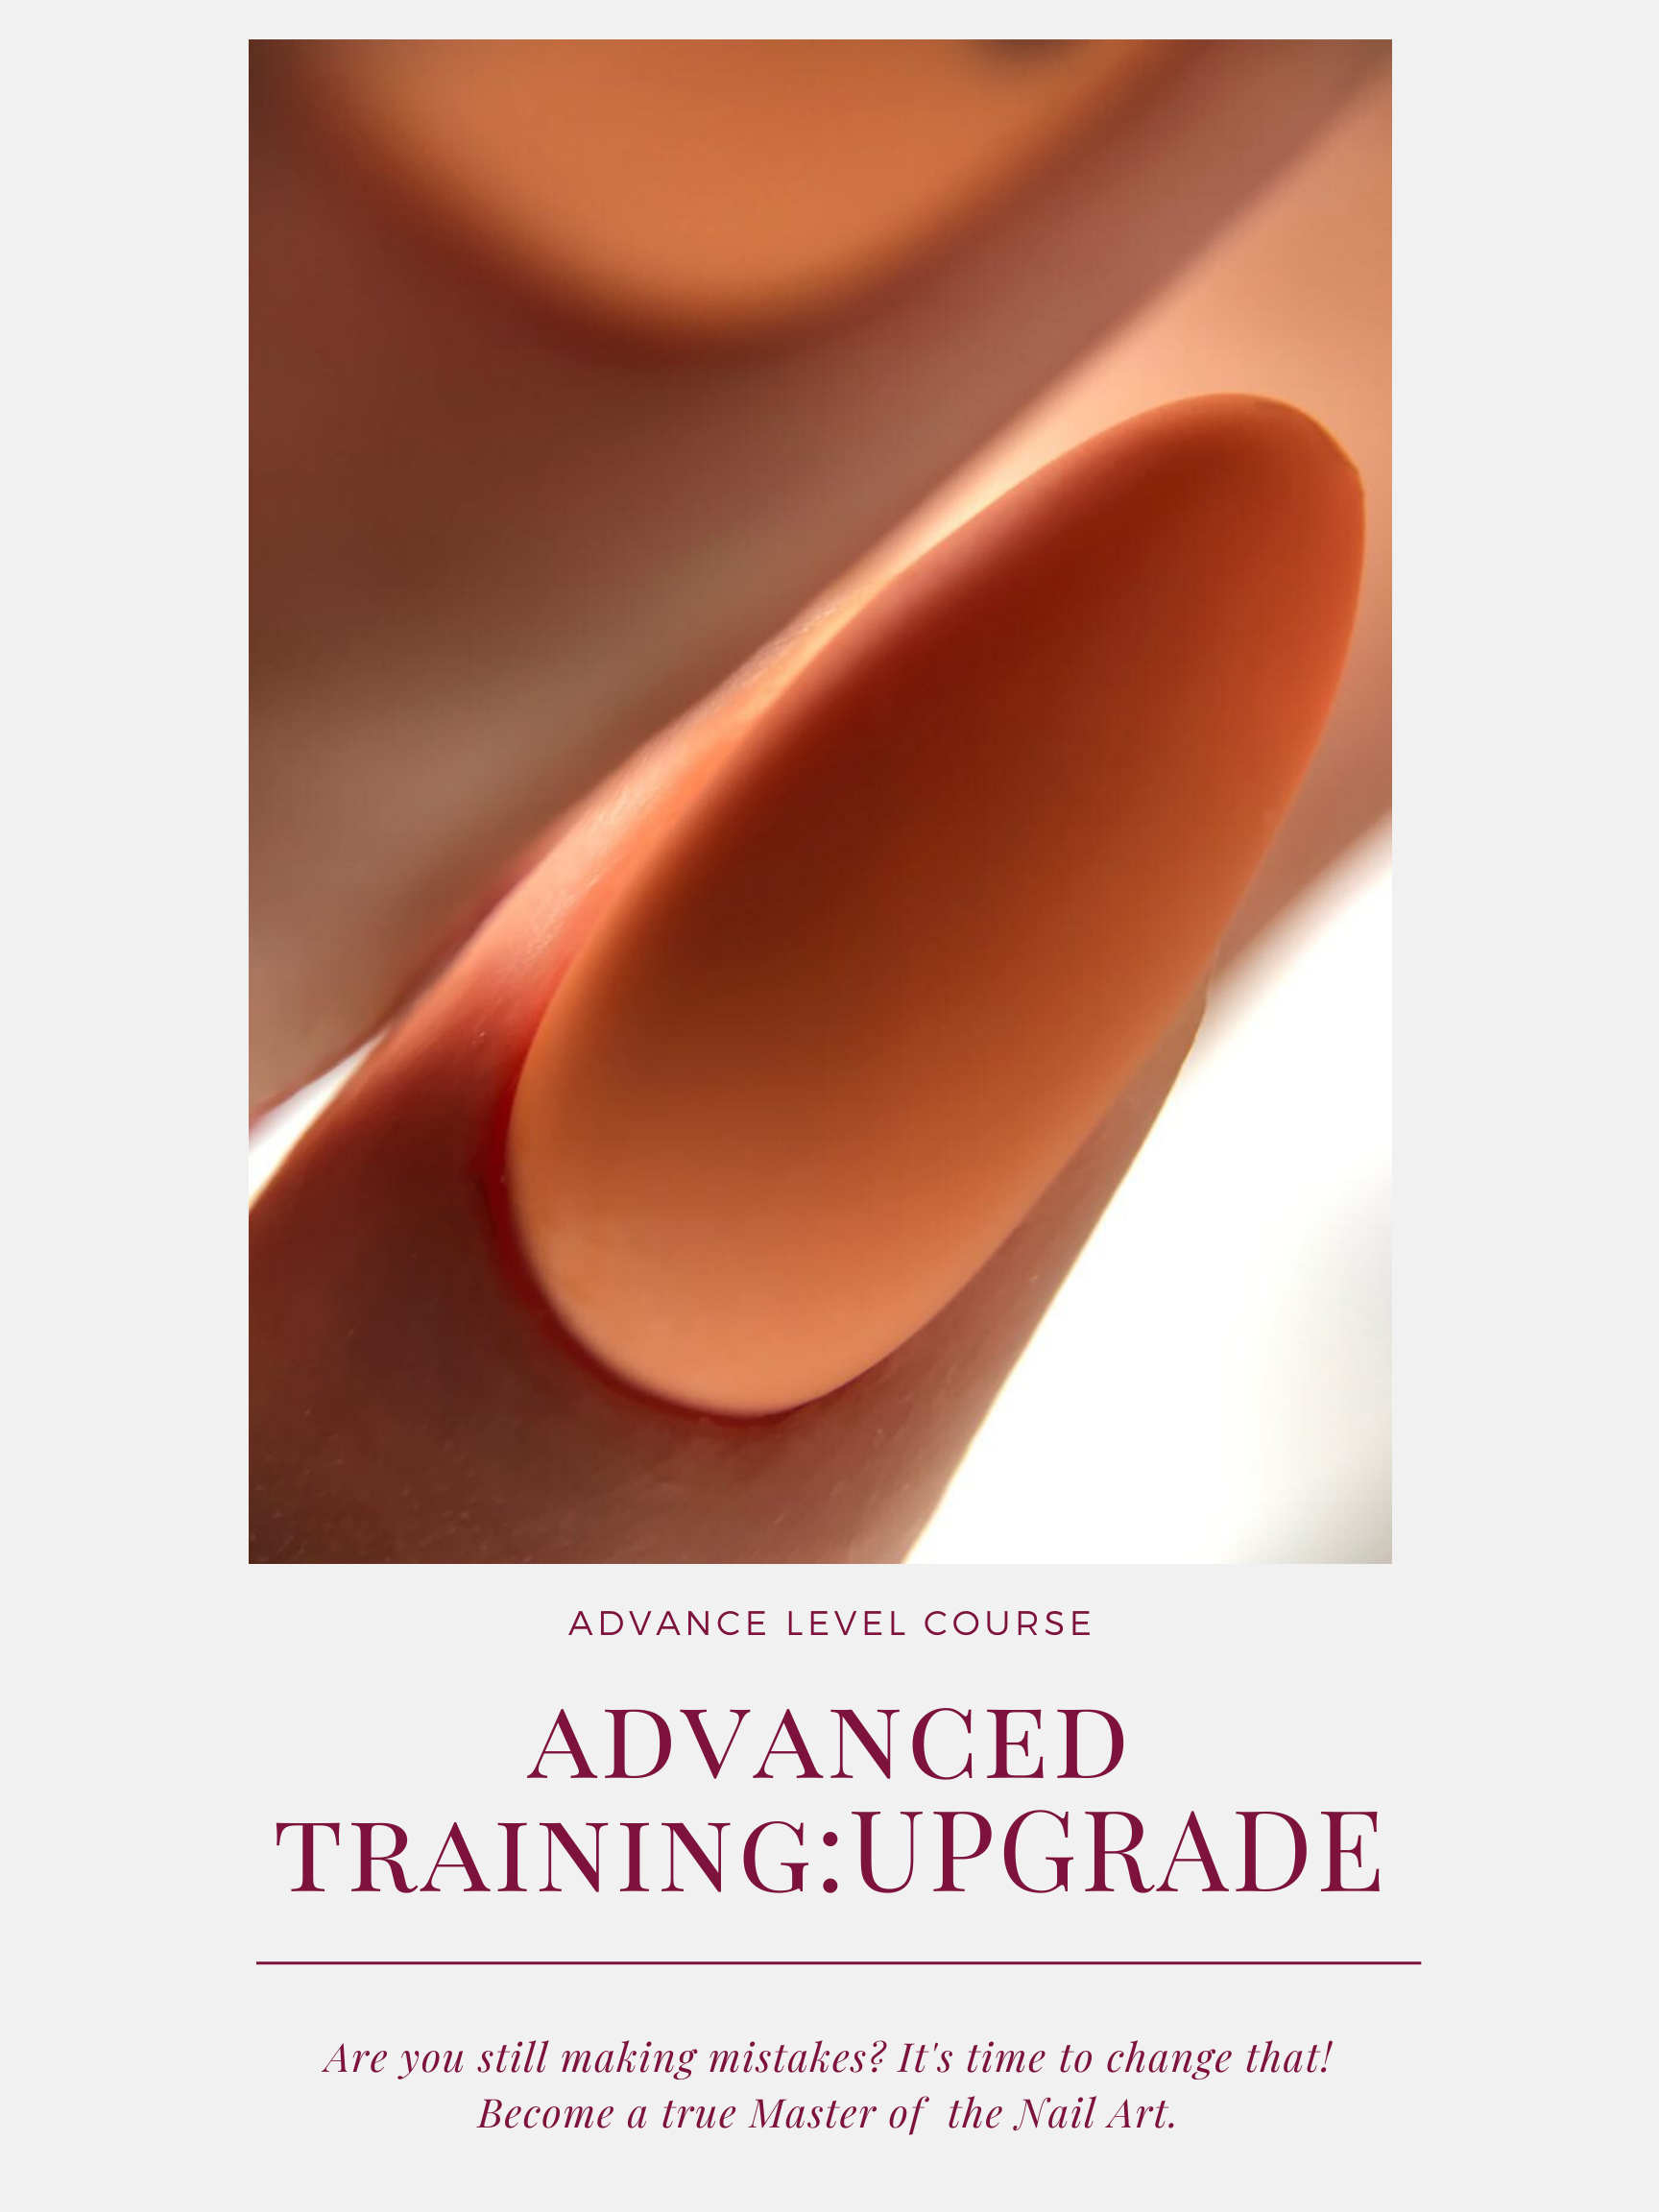 ADVANCE LEVEL COURSE
ADVANCED
TRAINING:UPGRADE
Are you still making mistakes? It's time to change that!
Become a true Master of the Nail Art.